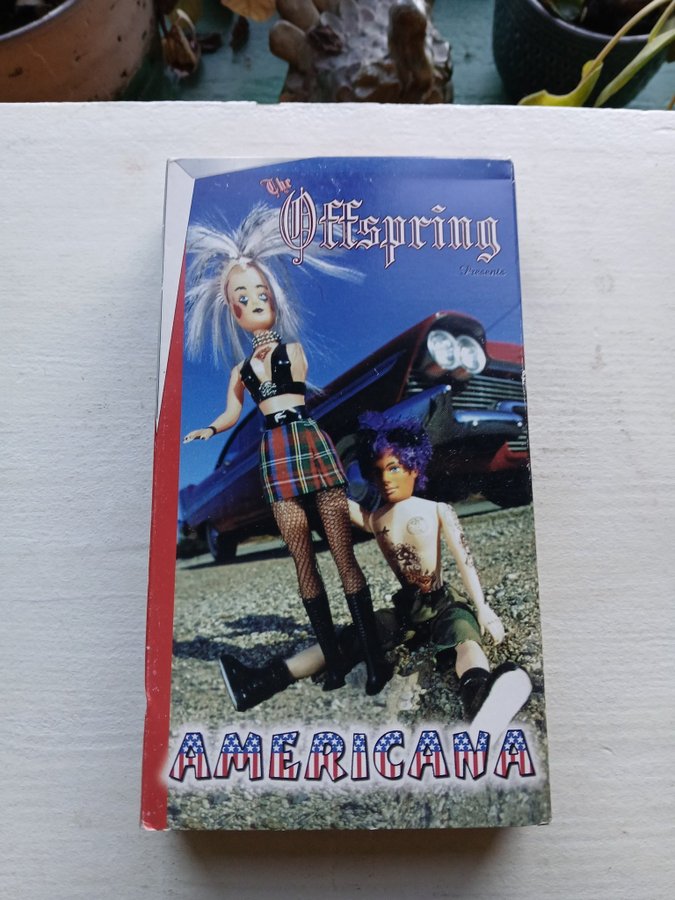 The
Offspring
Presents
AMERICANA